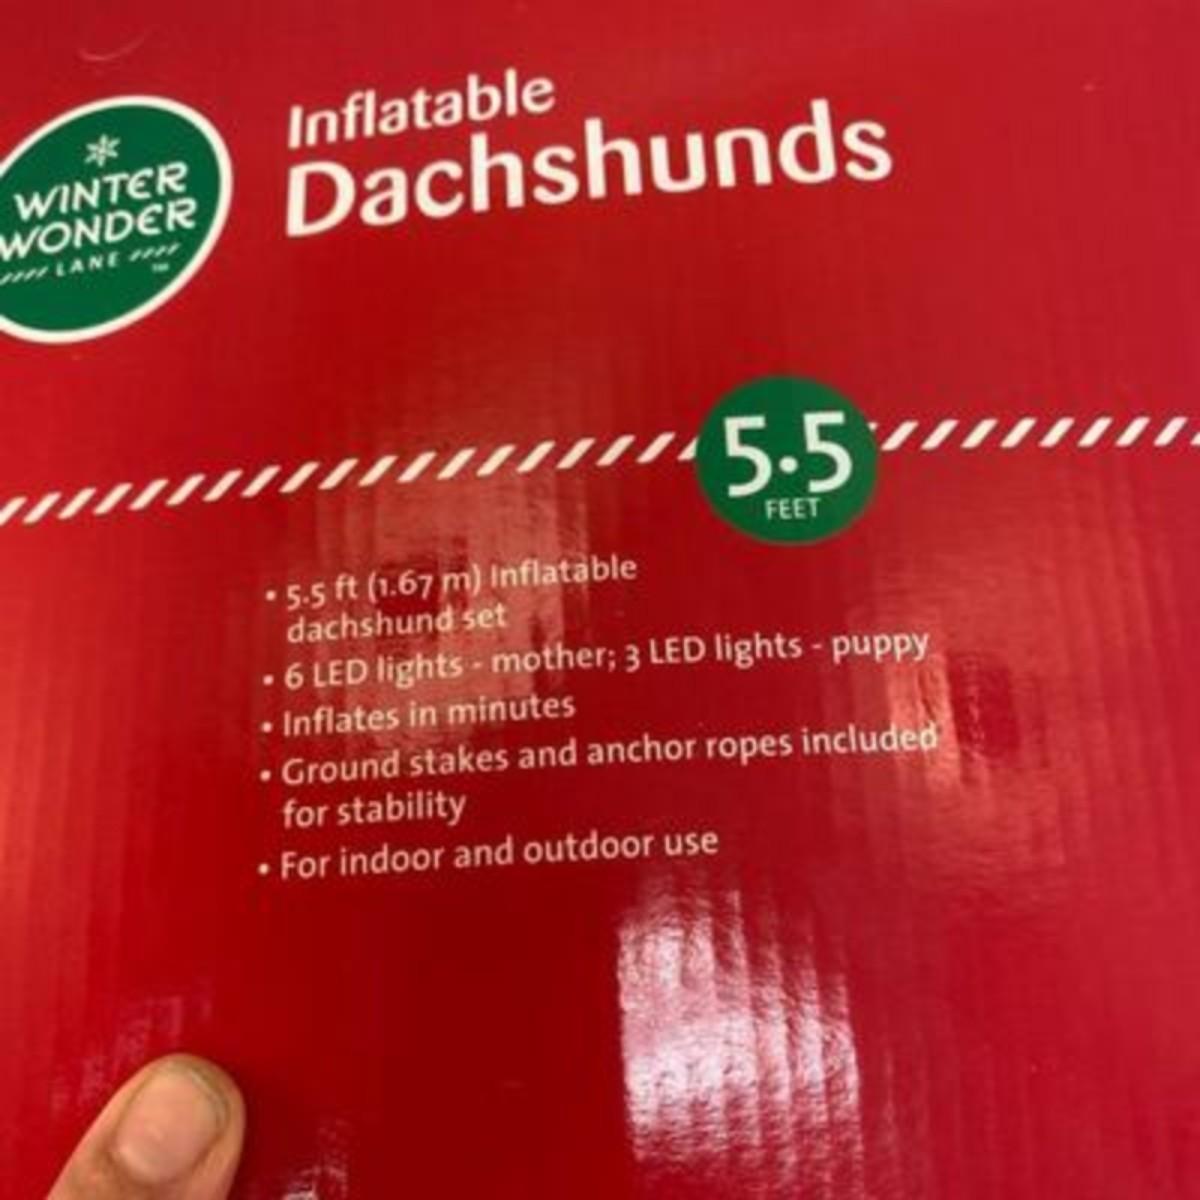 WINTER
WONDER
LANE
TM
Inflatable
Dachshunds
5.5
FEET
• 5.5 ft (1.67 m) Inflatable
dachshund set
• 6 LED lights - mother; 3 LED lights - puppy
• Inflates in minutes
• Ground stakes and anchor ropes included
for stability
• For indoor and outdoor use